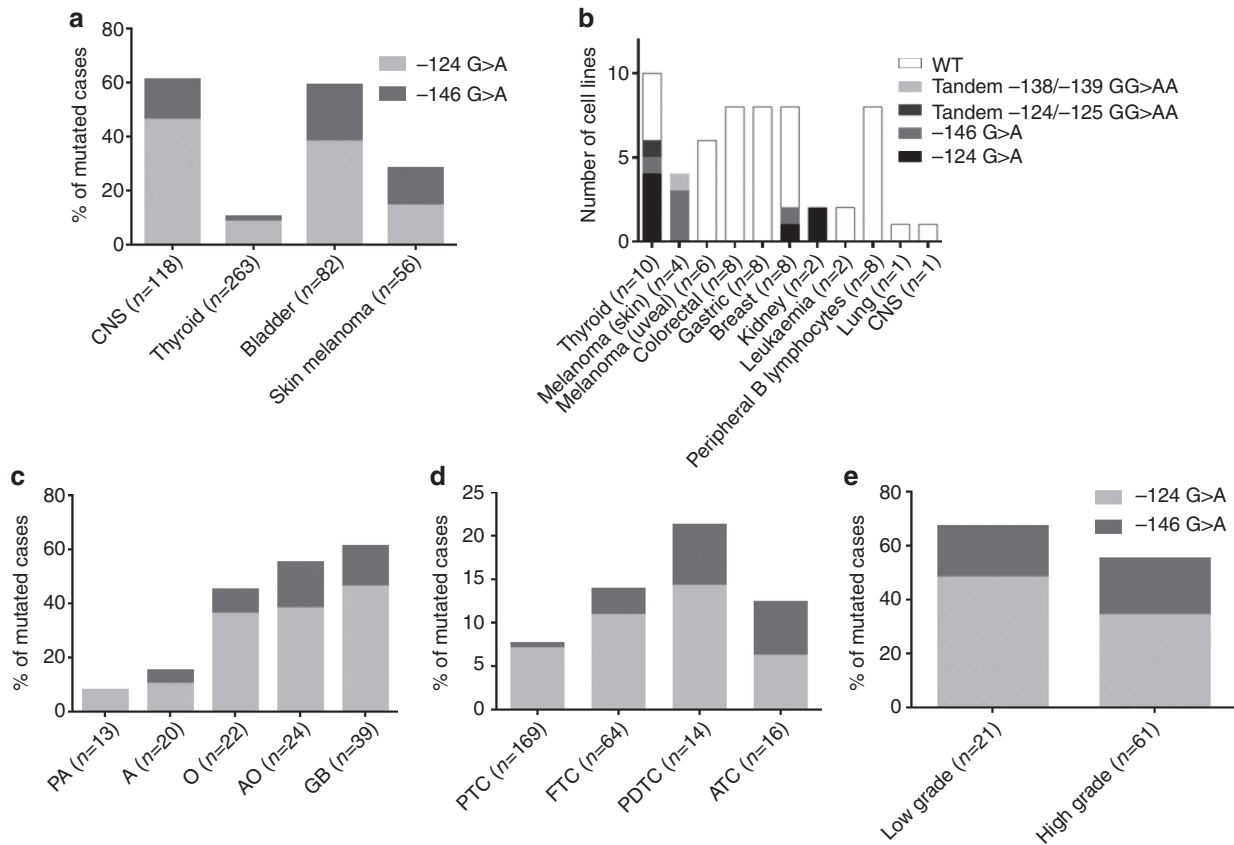 a
% of mutated cases
80
60
40
20
0
–124 G>A
–146 G>A
CNS (n=118)
Thyroid (n=263)
Bladder (n=82)
Skin melanoma (n=56)
b
Number of cell lines
10
5
0
WT
Tandem –138/–139 GG>AA
Tandem –124/–125 GG>AA
–146 G>A
–124 G>A
Thyroid (n=10)
Melanoma (skin) (n=4)
Melanoma (uveal) (n=6)
Colorectal (n=8)
Gastric (n=8)
Breast (n=8)
Kidney (n=2)
Leukaemia (n=2)
Peripheral B lymphocytes (n=8)
Lung (n=1)
CNS (n=1)
c
% of mutated cases
80
60
40
20
0
PA (n=13)
A (n=20)
O (n=22)
AO (n=24)
GB (n=39)
d
% of mutated cases
25
20
15
10
5
0
PTC (n=169)
FTC (n=64)
PDTC (n=14)
ATC (n=16)
e
% of mutated cases
80
60
40
20
0
–124 G>A
–146 G>A
Low grade (n=21)
High grade (n=61)